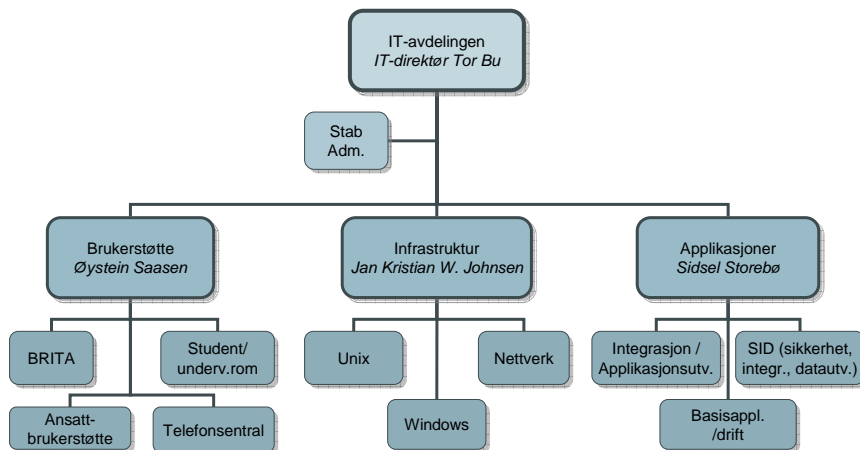 IT-avdelingen
IT-direktør Tor Bu
Stab
Adm.
Brukerstøtte
Øystein Saasen
Infrastruktur
Jan Kristian W. Johnsen
Applikasjoner
Sidsel Storebø
BRITA
Student/
underv.rom
Unix
Nettverk
Integrasjon /
Applikasjonsutv.
SID (sikkerhet,
integr., datautv.)
Ansatt-
brukerstøtte
Telefonsentral
Windows
Basisappl.
/drift